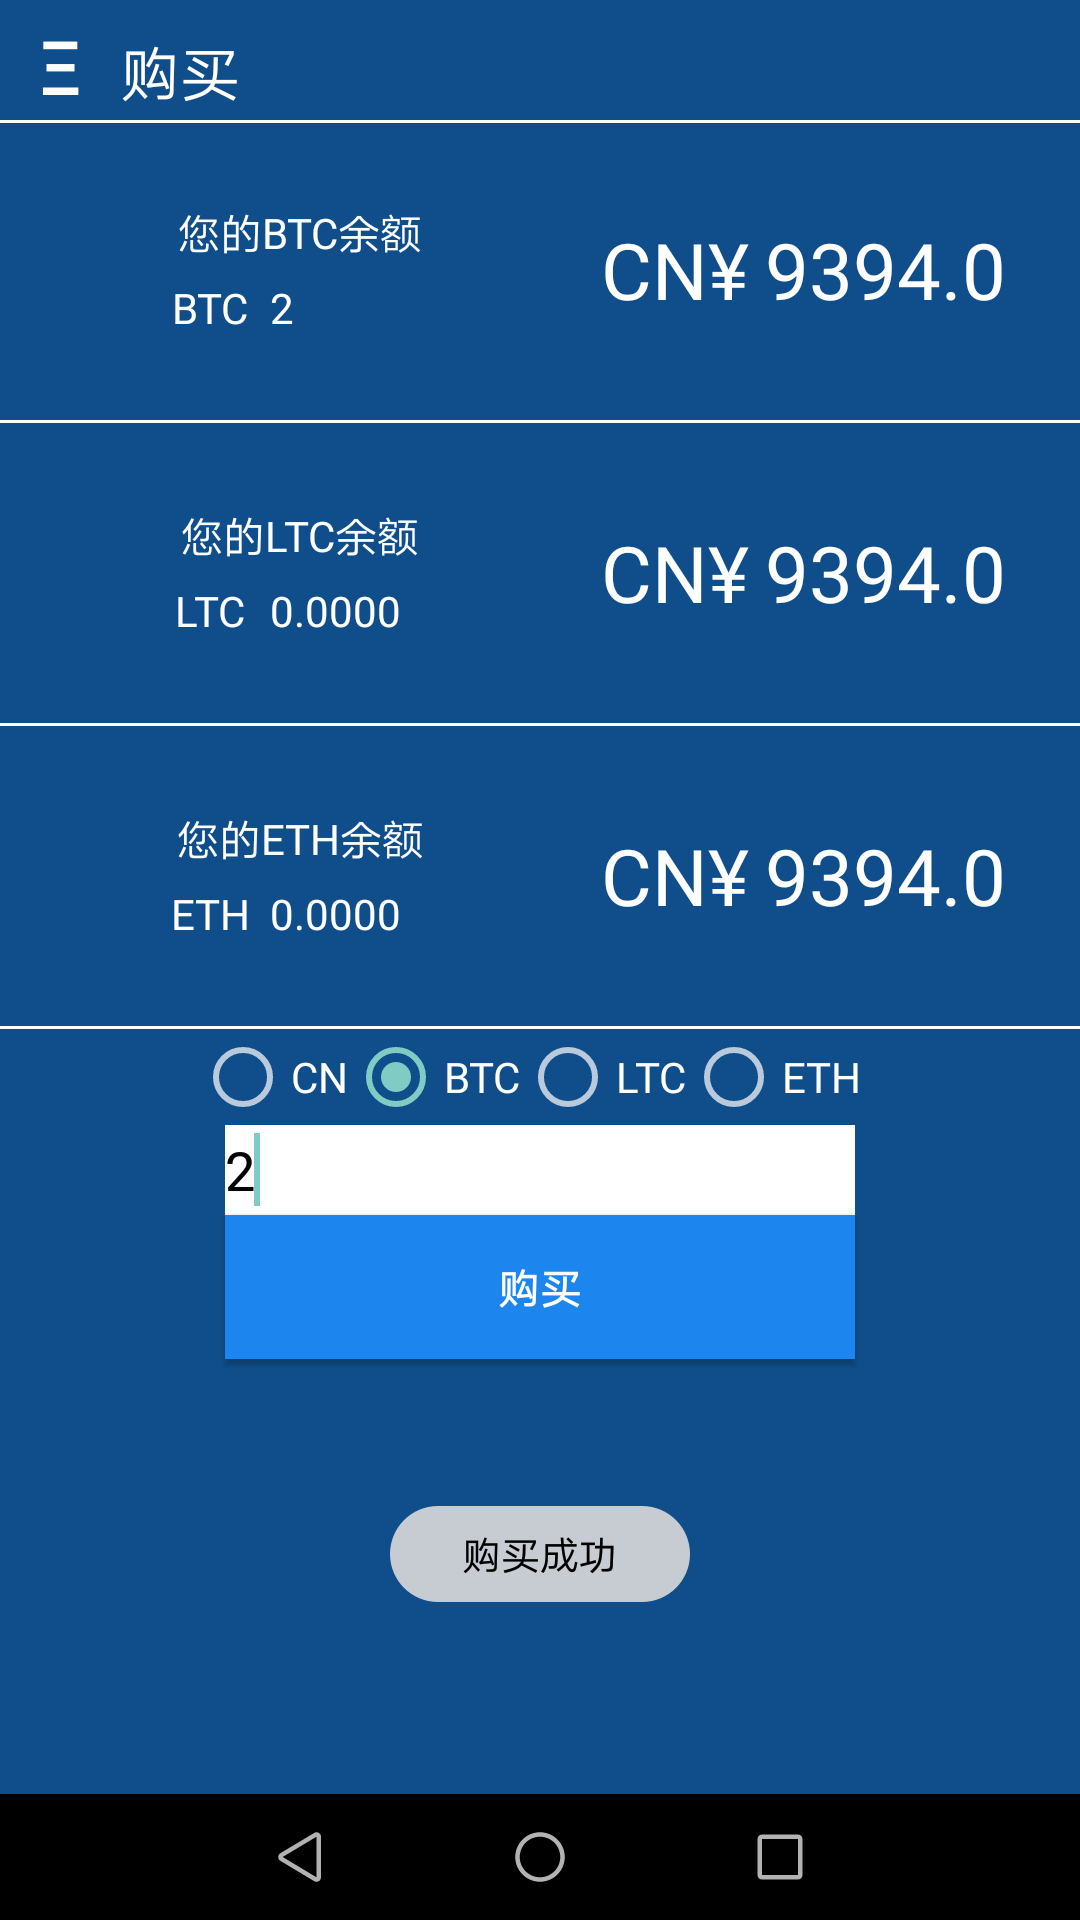 购买
您的BTC余额
BTC 2
CN¥ 9394.0
您的LTC余额
LTC 0.0000
CN¥ 9394.0
您的ETH余额
ETH 0.0000
CN¥ 9394.0
CN BTC LTC ETH
2
购买
购买成功